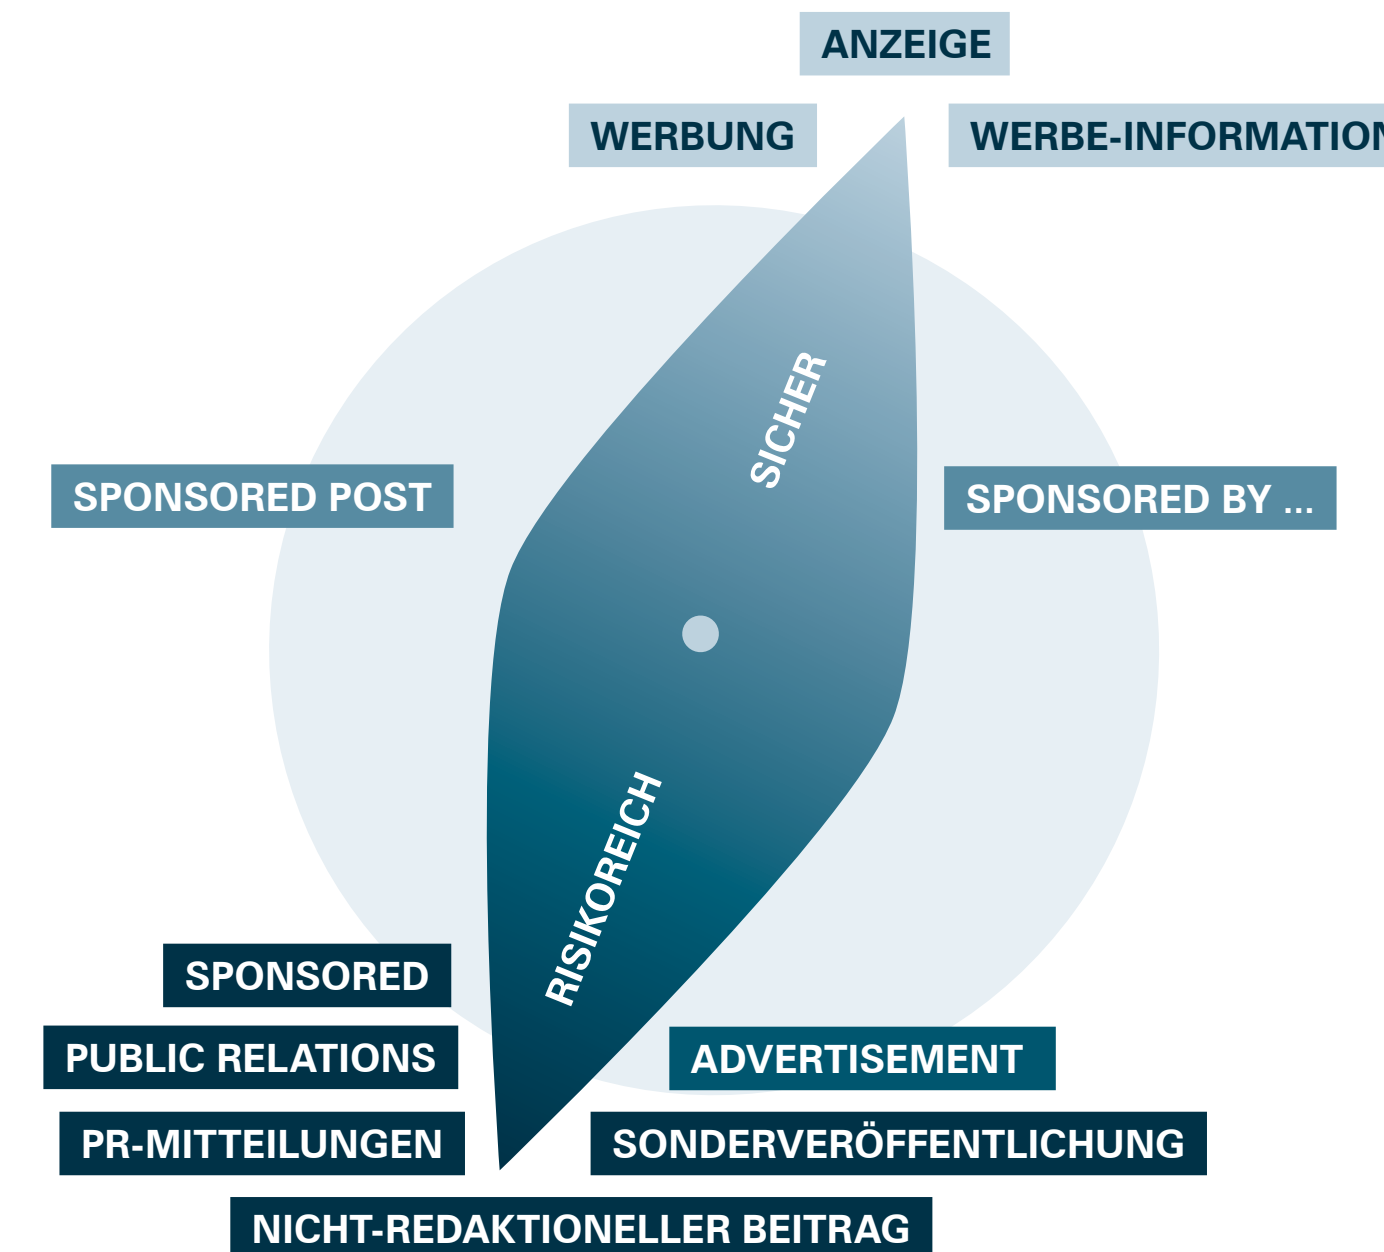 ANZEIGE
WERBUNG
WERBE-INFORMATION
SICHER
SPONSORED POST
SPONSORED BY ...
RISIKOREICH
SPONSORED
PUBLIC RELATIONS
ADVERTISEMENT
PR-MITTEILUNGEN
SONDERVERÖFFENTLICHUNG
NICHT-REDAKTIONELLER BEITRAG